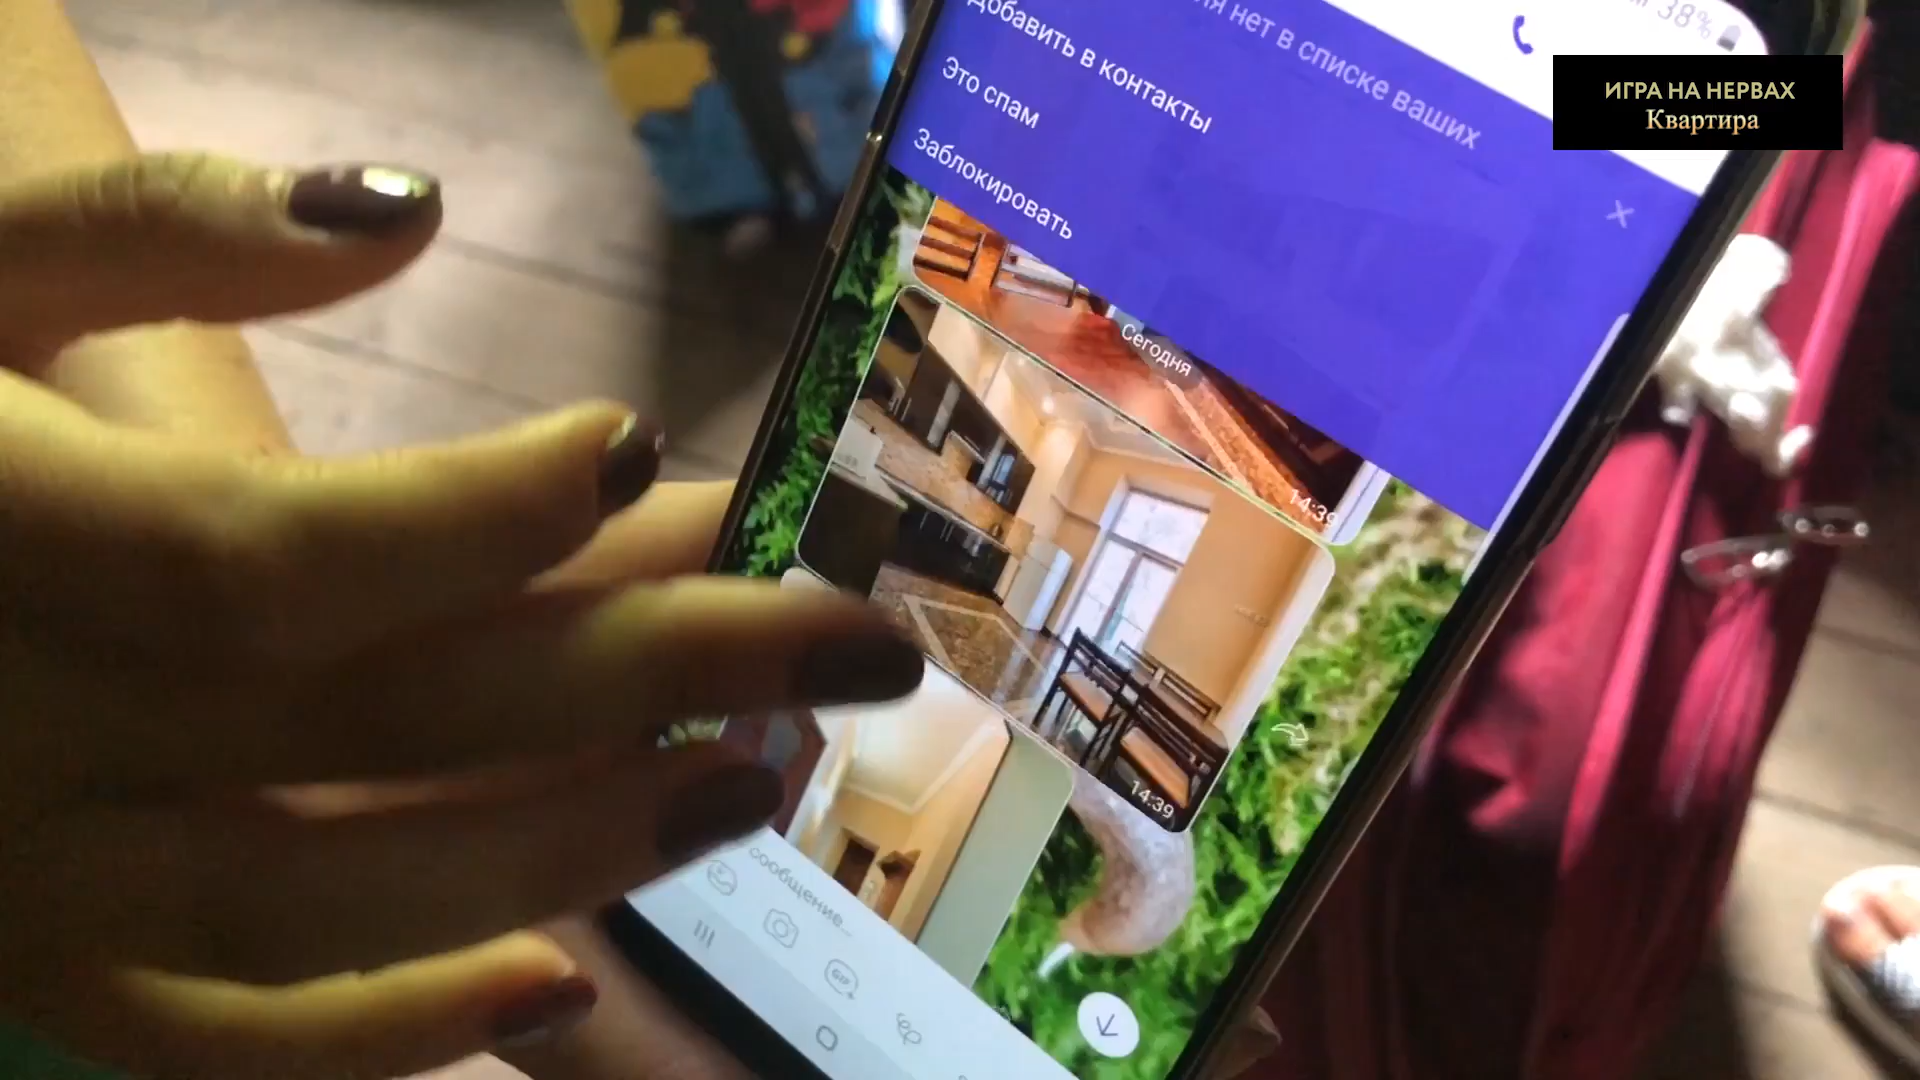 38%
нет в списке ваших
Добавить в контакты
Это спам
Заблокировать
ИГРА НА НЕРВАХ
Квартира
Сегодня
14:39
14:39
сообщение...
GIF